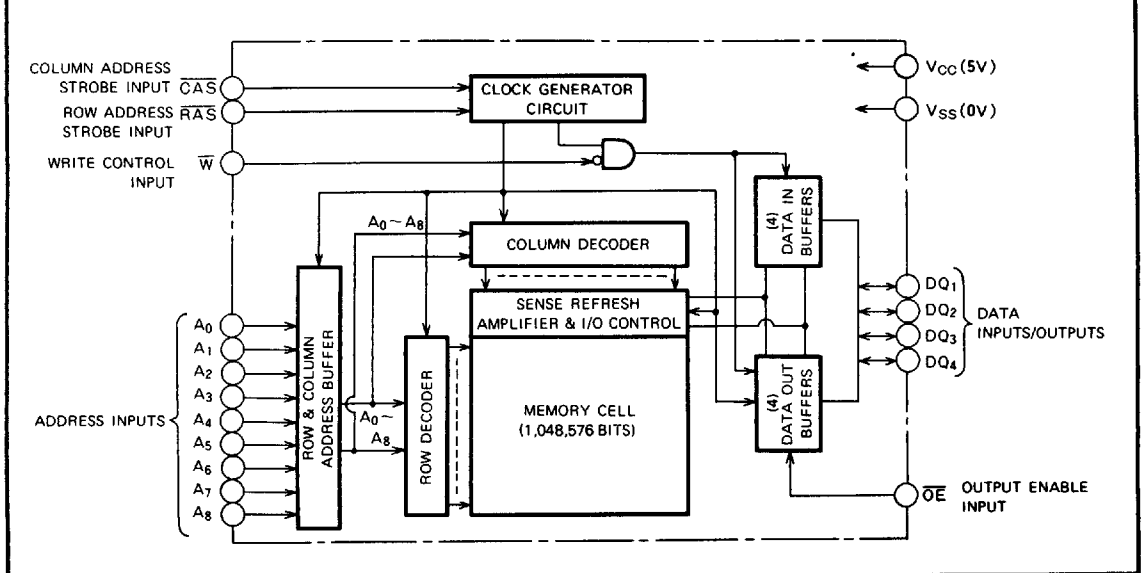 COLUMN ADDRESS
STROBE INPUT C̅A̅S̅
ROW ADDRESS R̅A̅S̅
STROBE INPUT
WRITE CONTROL W̅
INPUT
CLOCK GENERATOR
CIRCUIT
VCC(5V)
VSS(0V)
A0~A8
COLUMN DECODER
(4)
DATA IN
BUFFERS
SENSE REFRESH
AMPLIFIER & I/O CONTROL
DQ1
DQ2
DQ3
DQ4
DATA
INPUTS/OUTPUTS
ADDRESS INPUTS
A0
A1
A2
A3
A4
A5
A6
A7
A8
ROW & COLUMN
ADDRESS BUFFER
A0~
A8
ROW DECODER
MEMORY CELL
(1,048,576 BITS)
(4)
DATA OUT
BUFFERS
O̅E̅ OUTPUT ENABLE
INPUT